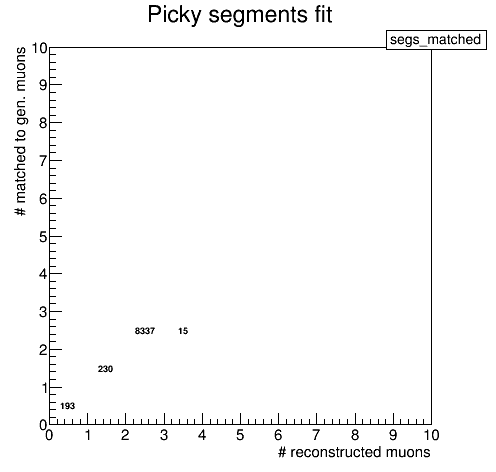 Picky segments fit
segs_matched
# matched to gen. muons
10
9
8
7
6
5
4
3
2
1
0
8337 15
230
193
0 1 2 3 4 5 6 7 8 9 10
# reconstructed muons